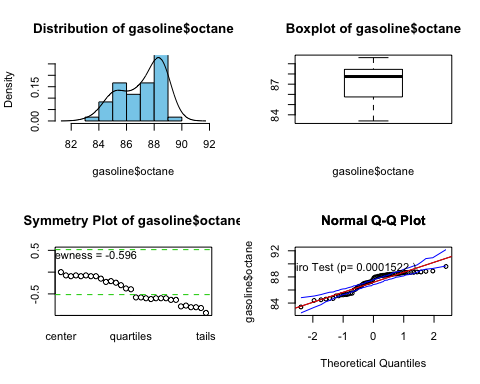 Distribution of gasoline$octane
Density
0.00
0.15
82
84
86
88
90
92
gasoline$octane
Boxplot of gasoline$octane
84
87
gasoline$octane
Symmetry Plot of gasoline$octane
0.5
-0.5
ewness = -0.596
center
quartiles
tails
Normal Q-Q Plot
gasoline$octane
84
88
92
iro Test (p= 0.0001522 )
-2
-1
0
1
2
Theoretical Quantiles